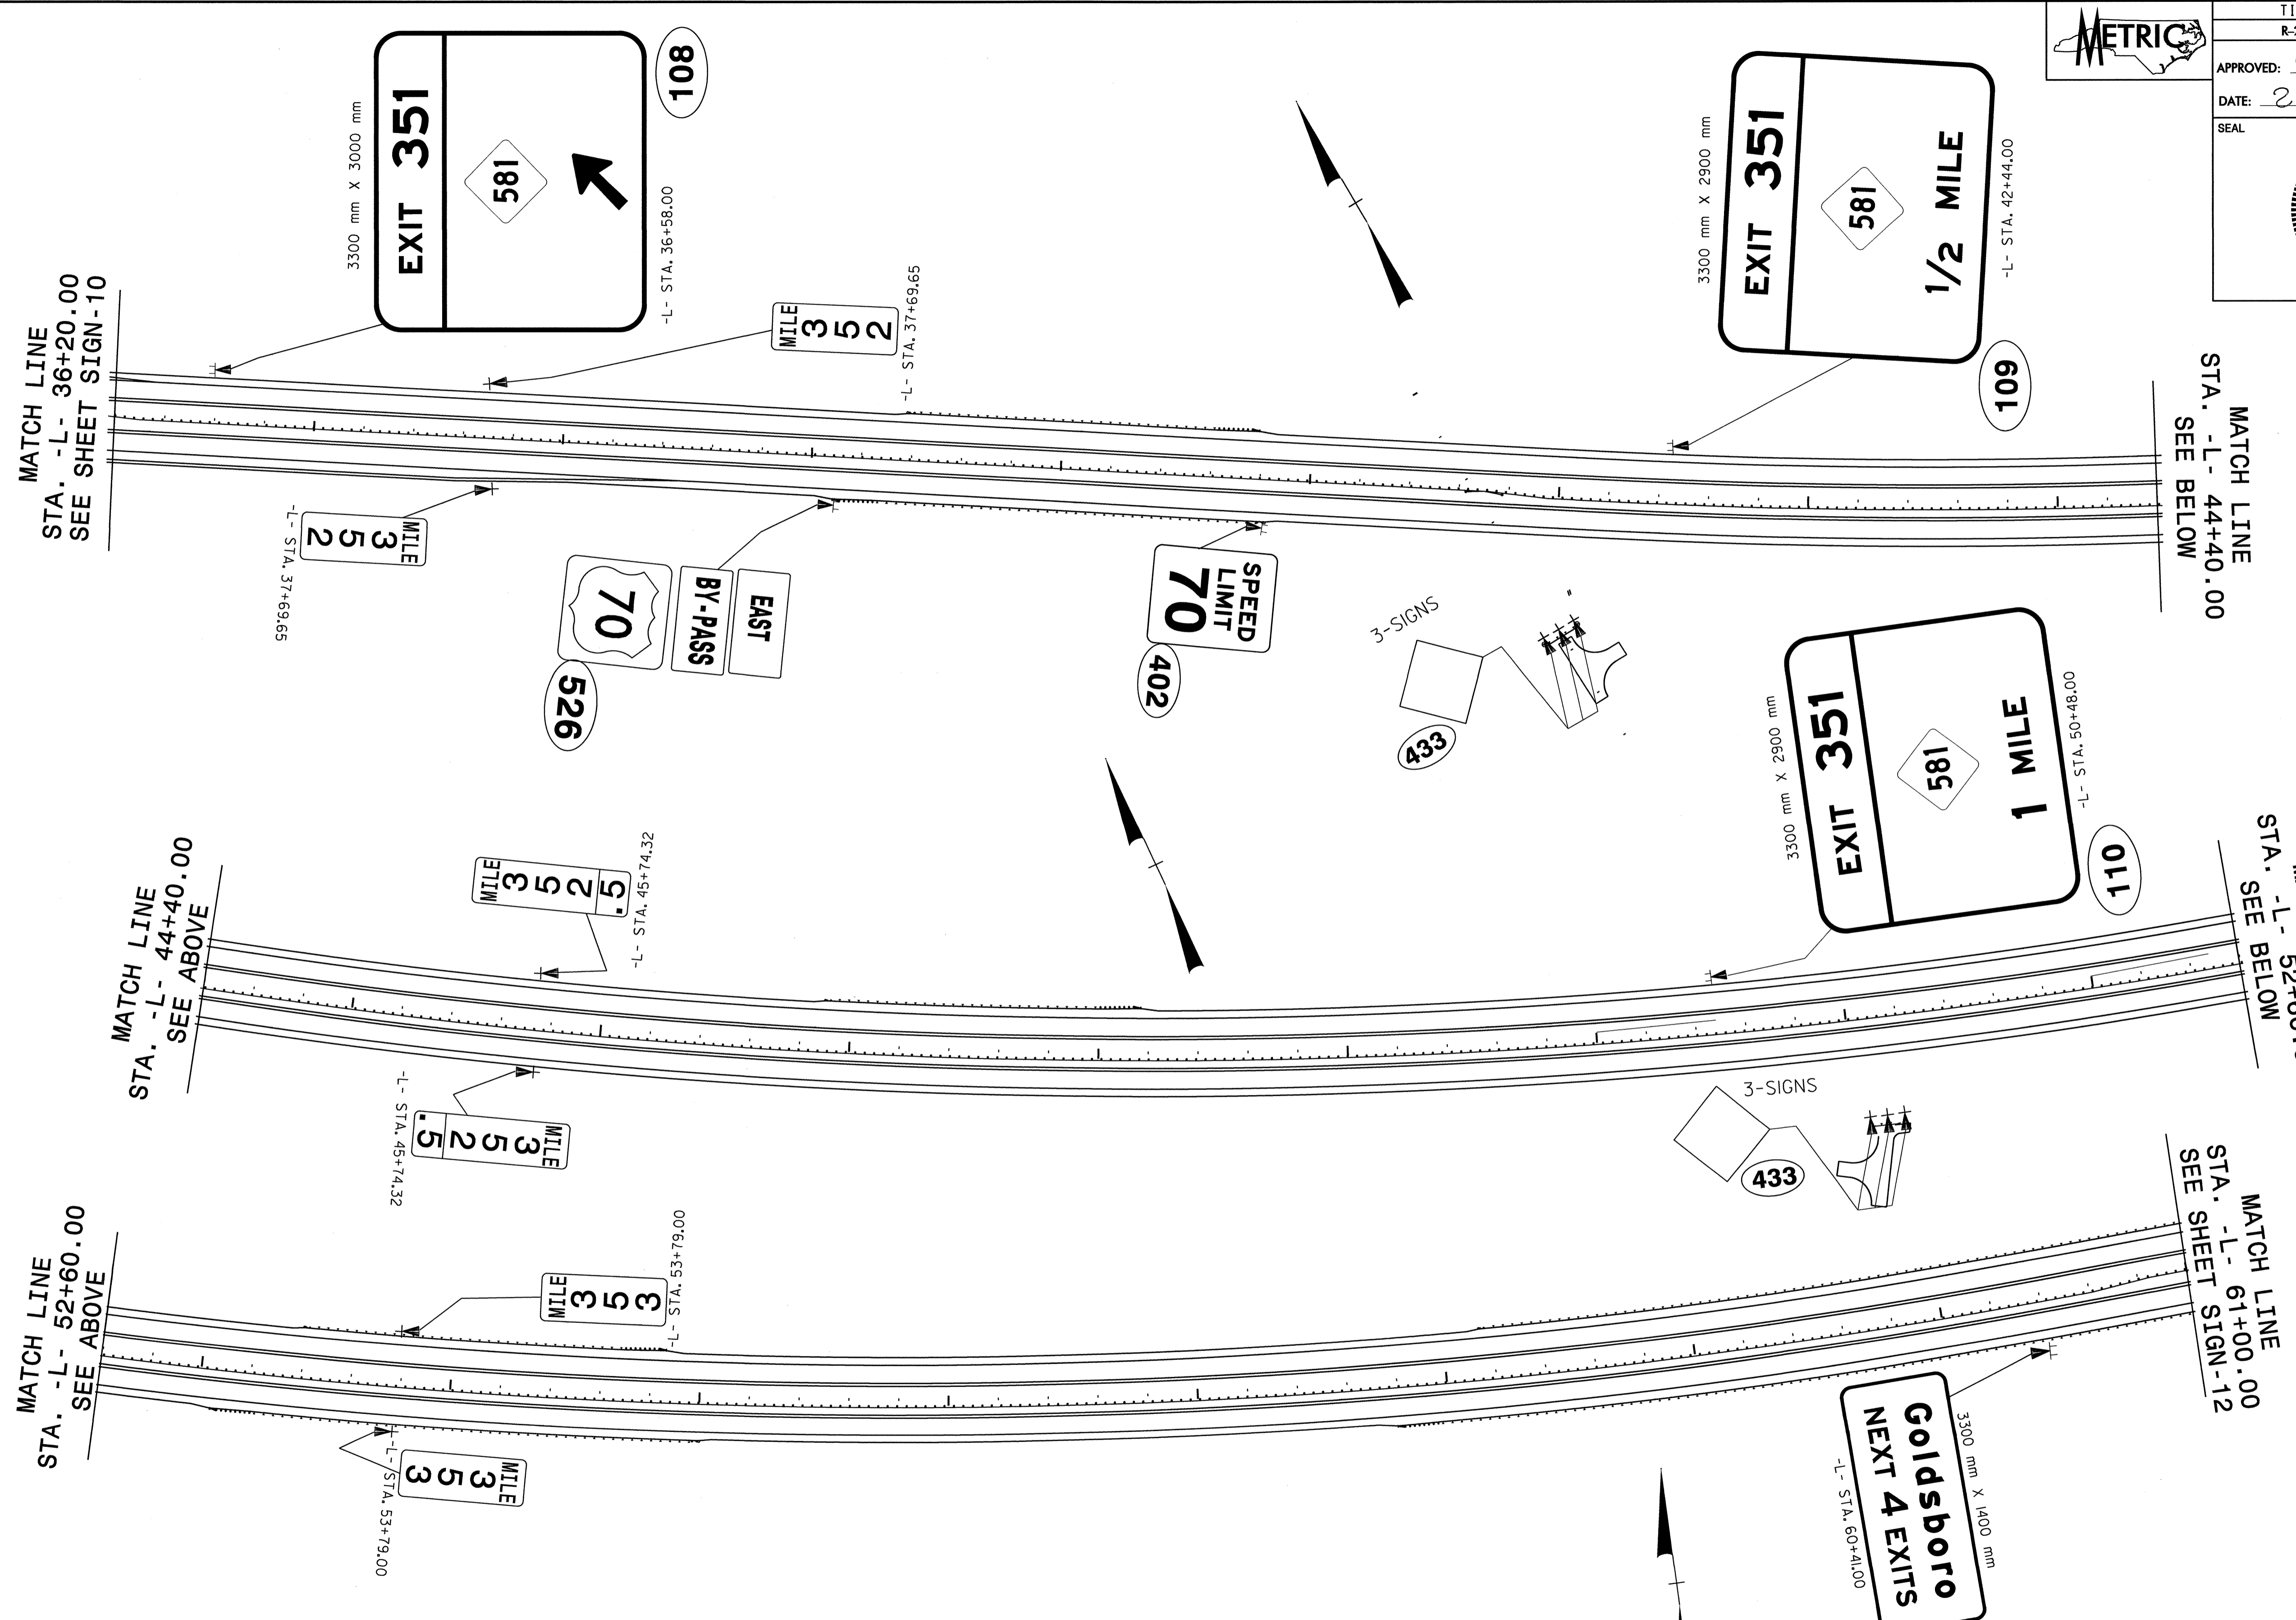 METRIC
TI
R-
APPROVED:
DATE: 2
SEAL
MATCH LINE
STA. -L- 36+20.00
SEE SHEET SIGN-10
3300 mm X 3000 mm
EXIT 351
581
-L- STA. 36+58.00
108
MILE
3
5
2
-L- STA. 37+69.65
3300 mm X 2900 mm
EXIT 351
581
1/2 MILE
-L- STA. 42+44.00
109
MATCH LINE
STA. -L- 44+40.00
SEE BELOW
MILE
3
5
2
-L- STA. 37+69.65
EAST
BY-PASS
70
526
SPEED
LIMIT
70
402
3-SIGNS
433
MATCH LINE
STA. -L- 44+40.00
SEE ABOVE
MILE
3
5
2
.5
-L- STA. 45+74.32
3300 mm X 2900 mm
EXIT 351
581
1 MILE
-L- STA. 50+48.00
110
STA. -L- 52+60.
SEE BELOW
MILE
3
5
2
.5
-L- STA. 45+74.32
3-SIGNS
433
MATCH LINE
STA. -L- 52+60.00
SEE ABOVE
MILE
3
5
3
-L- STA. 53+79.00
MATCH LINE
STA. -L- 61+00.00
SEE SHEET SIGN-12
MILE
3
5
3
-L- STA. 53+79.00
3300 mm X 1400 mm
Goldsboro
NEXT 4 EXITS
-L- STA. 60+41.00